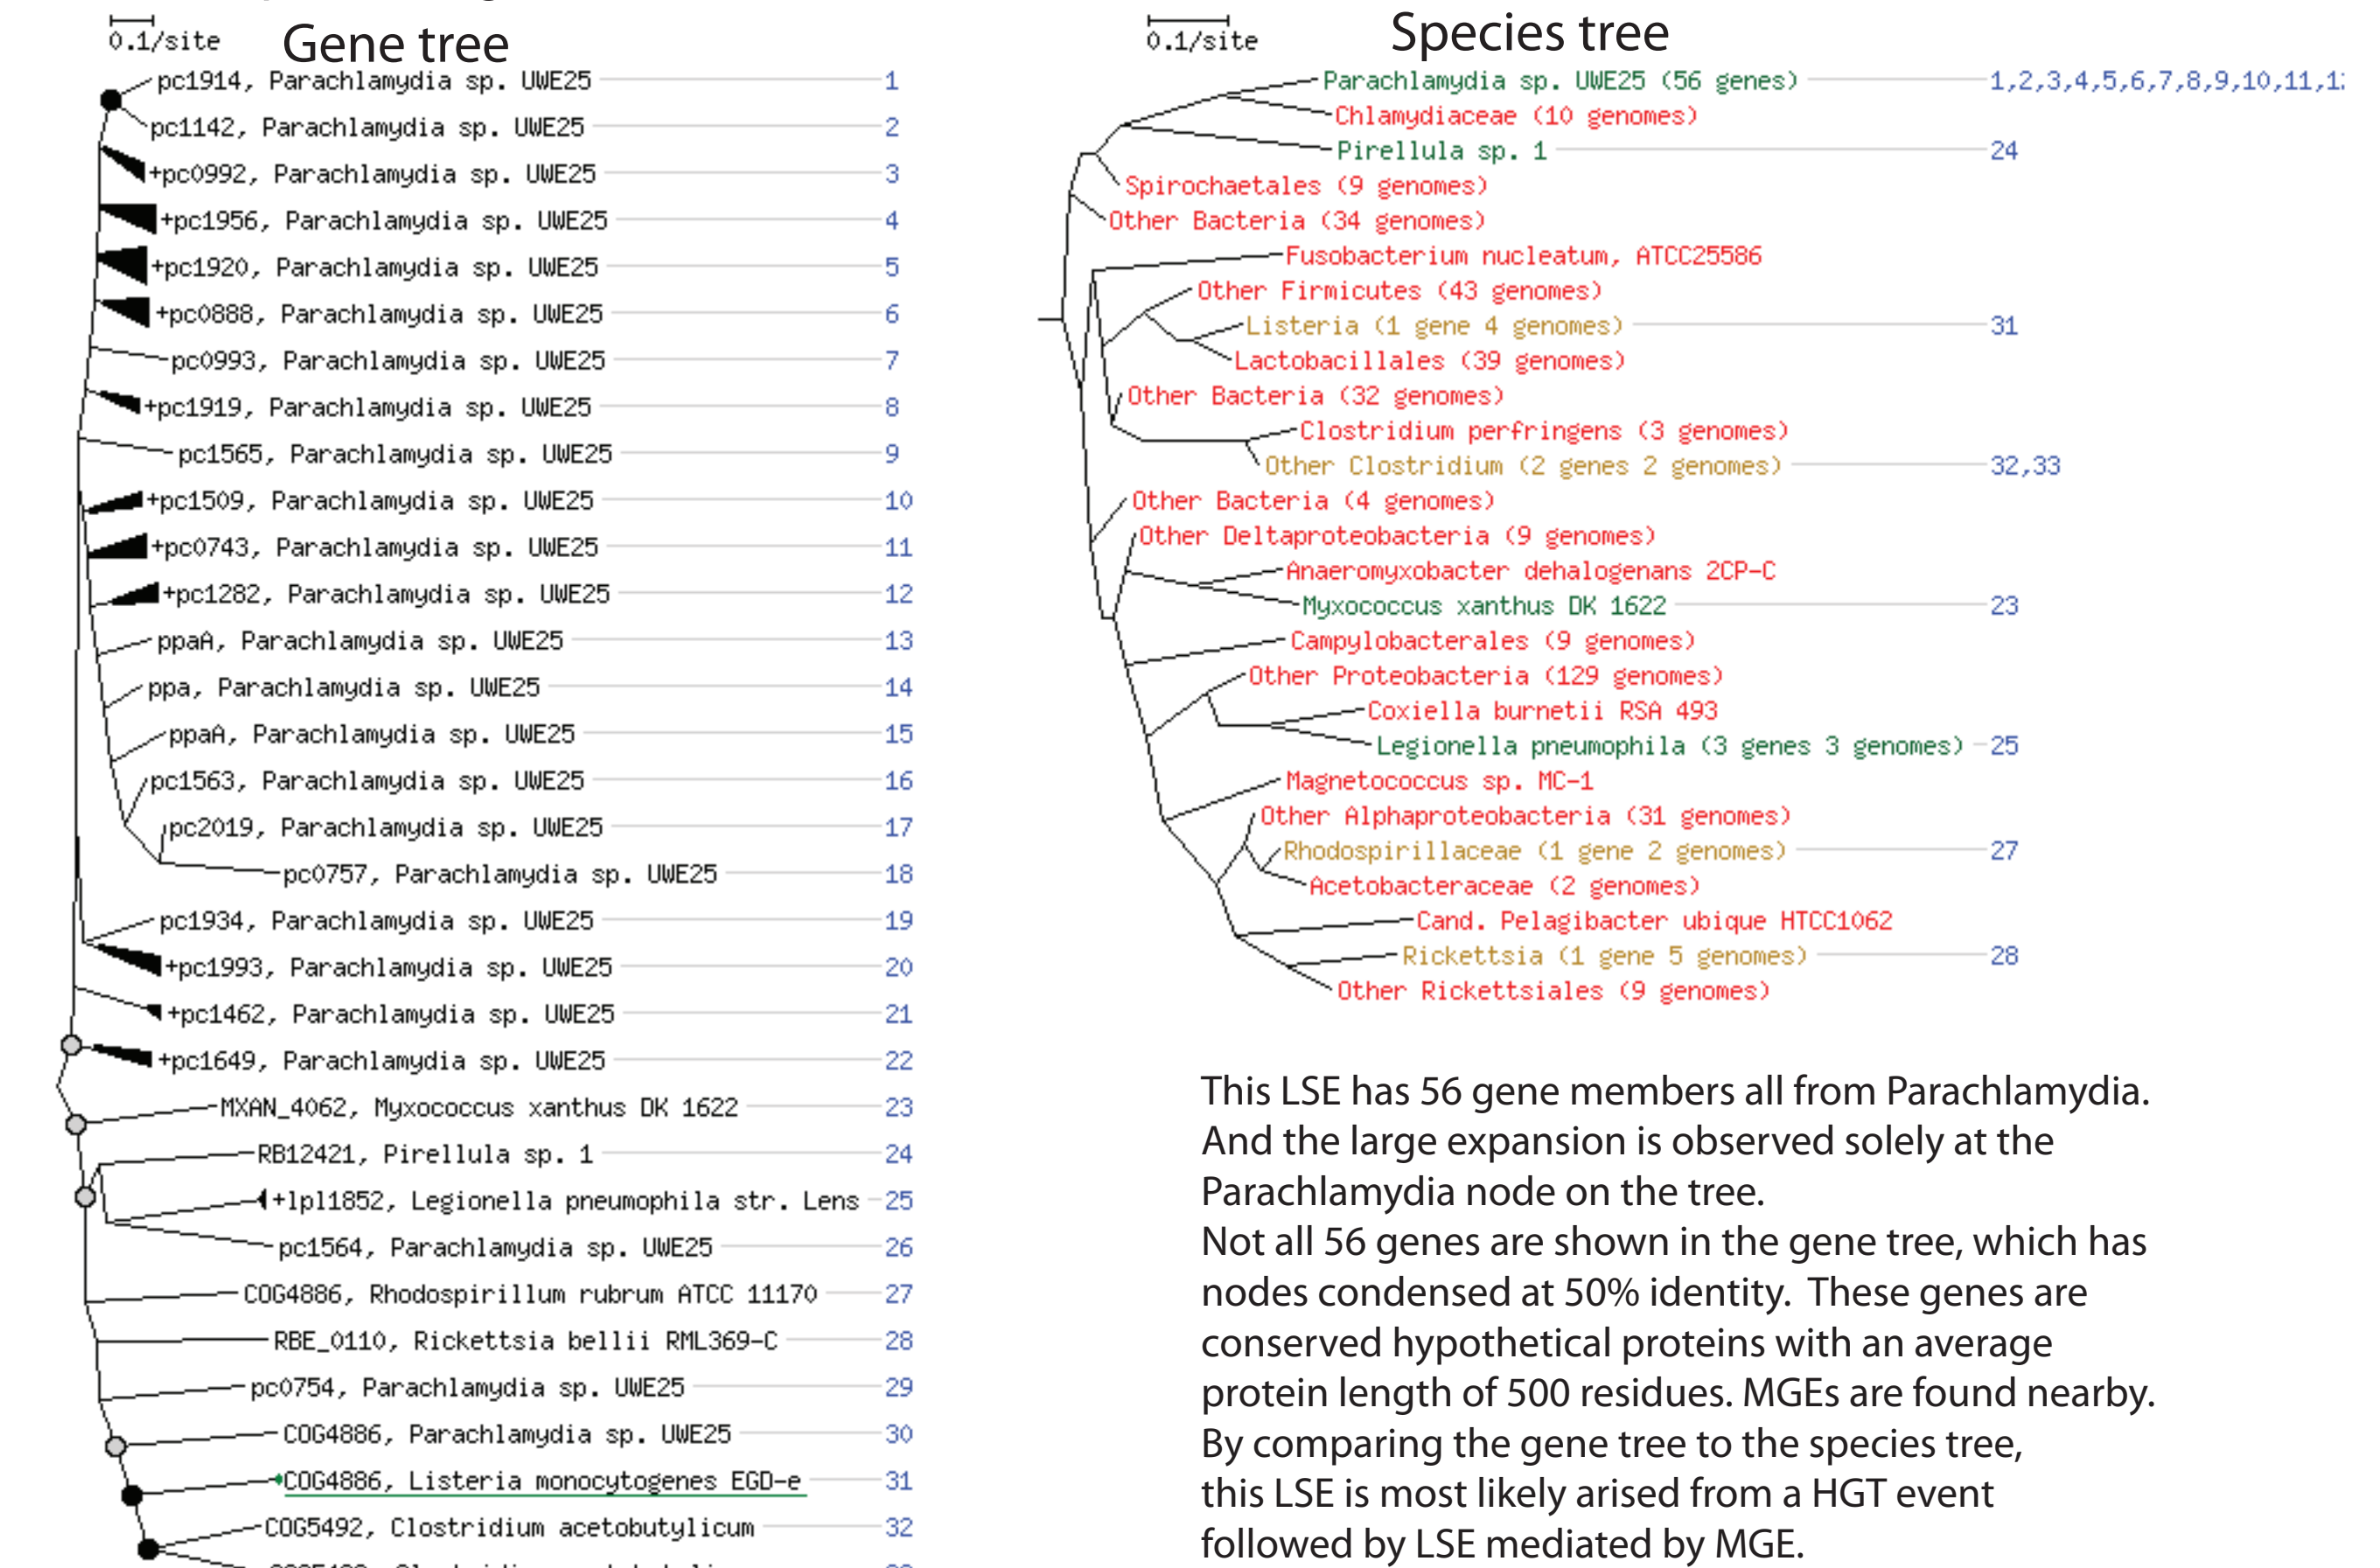 0.1/site
Gene tree
pc1914, Parachlamydia sp. UWE25 1
pc1142, Parachlamydia sp. UWE25 2
+pc0992, Parachlamydia sp. UWE25 3
+pc1956, Parachlamydia sp. UWE25 4
+pc1920, Parachlamydia sp. UWE25 5
+pc0888, Parachlamydia sp. UWE25 6
pc0993, Parachlamydia sp. UWE25 7
+pc1919, Parachlamydia sp. UWE25 8
pc1565, Parachlamydia sp. UWE25 9
+pc1509, Parachlamydia sp. UWE25 10
+pc0743, Parachlamydia sp. UWE25 11
+pc1282, Parachlamydia sp. UWE25 12
ppaA, Parachlamydia sp. UWE25 13
ppa, Parachlamydia sp. UWE25 14
ppaA, Parachlamydia sp. UWE25 15
pc1563, Parachlamydia sp. UWE25 16
pc2019, Parachlamydia sp. UWE25 17
pc0757, Parachlamydia sp. UWE25 18
pc1934, Parachlamydia sp. UWE25 19
+pc1993, Parachlamydia sp. UWE25 20
+pc1462, Parachlamydia sp. UWE25 21
+pc1649, Parachlamydia sp. UWE25 22
MXAN_4062, Myxococcus xanthus DK 1622 23
RB12421, Pirellula sp. 1 24
+lpl1852, Legionella pneumophila str. Lens 25
pc1564, Parachlamydia sp. UWE25 26
COG4886, Rhodospirillum rubrum ATCC 11170 27
RBE_0110, Rickettsia bellii RML369-C 28
pc0754, Parachlamydia sp. UWE25 29
COG4886, Parachlamydia sp. UWE25 30
COG4886, Listeria monocytogenes EGD-e 31
COG5492, Clostridium acetobutylicum 32
0.1/site
Species tree
Parachlamydia sp. UWE25 (56 genes) 1,2,3,4,5,6,7,8,9,10,11,1
Chlamydiaceae (10 genomes)
Pirellula sp. 1 24
Spirochaetales (9 genomes)
Other Bacteria (34 genomes)
Fusobacterium nucleatum, ATCC25586
Other Firmicutes (43 genomes)
Listeria (1 gene 4 genomes) 31
Lactobacillales (39 genomes)
Other Bacteria (32 genomes)
Clostridium perfringens (3 genomes)
Other Clostridium (2 genes 2 genomes) 32,33
Other Bacteria (4 genomes)
Other Deltaproteobacteria (9 genomes)
Anaeromyxobacter dehalogenans 2CP-C
Myxococcus xanthus DK 1622 23
Campylobacterales (9 genomes)
Other Proteobacteria (129 genomes)
Coxiella burnetii RSA 493
Legionella pneumophila (3 genes 3 genomes) 25
Magnetococcus sp. MC-1
Other Alphaproteobacteria (31 genomes)
Rhodospirillaceae (1 gene 2 genomes) 27
Acetobacteraceae (2 genomes)
Cand. Pelagibacter ubique HTCC1062
Rickettsia (1 gene 5 genomes) 28
Other Rickettsiales (9 genomes)
This LSE has 56 gene members all from Parachlamydia.
And the large expansion is observed solely at the
Parachlamydia node on the tree.
Not all 56 genes are shown in the gene tree, which has
nodes condensed at 50% identity. These genes are
conserved hypothetical proteins with an average
protein length of 500 residues. MGEs are found nearby.
By comparing the gene tree to the species tree,
this LSE is most likely arised from a HGT event
followed by LSE mediated by MGE.